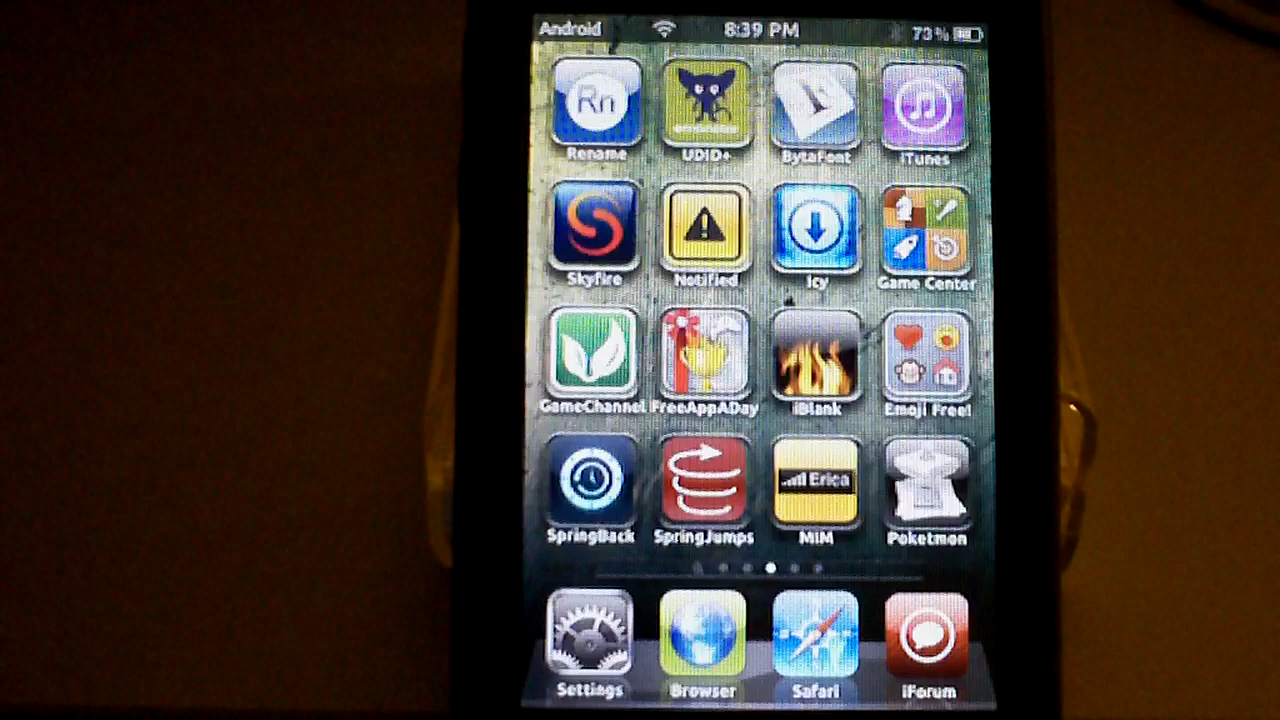 Android 8:39 PM 73%
Rn
Rename UDID+ BytaFont iTunes
Skyfire Notified Icy Game Center
GameChannel FreeAppADay iBlank Emoji Free!
Erica
SpringBack SpringJumps MIM Poketmon
Settings Browser Safari iForum